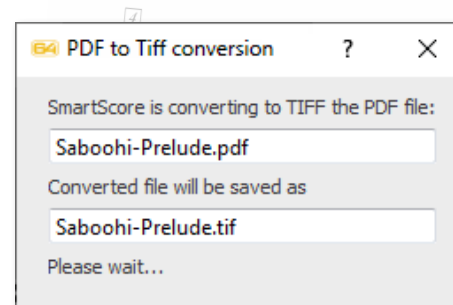 64 PDF to Tiff conversion ?
SmartScore is converting to TIFF the PDF file:
Saboohi-Prelude.pdf
Converted file will be saved as
Saboohi-Prelude.tif
Please wait...